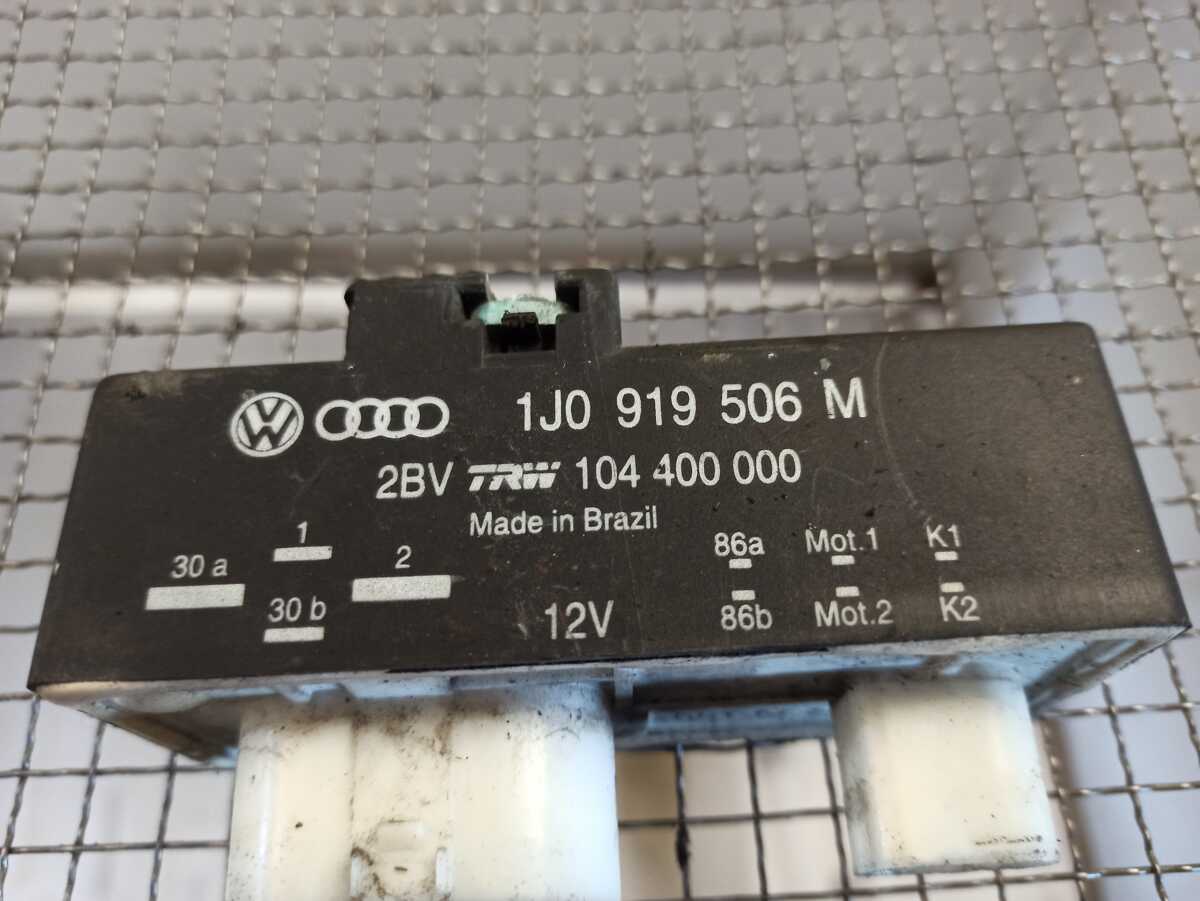 1J0 919 506 M
2BV TRW 104 400 000
Made in Brazil
1
30 a
2
30 b
12V
86a Mot.1 K1
86b Mot.2 K2